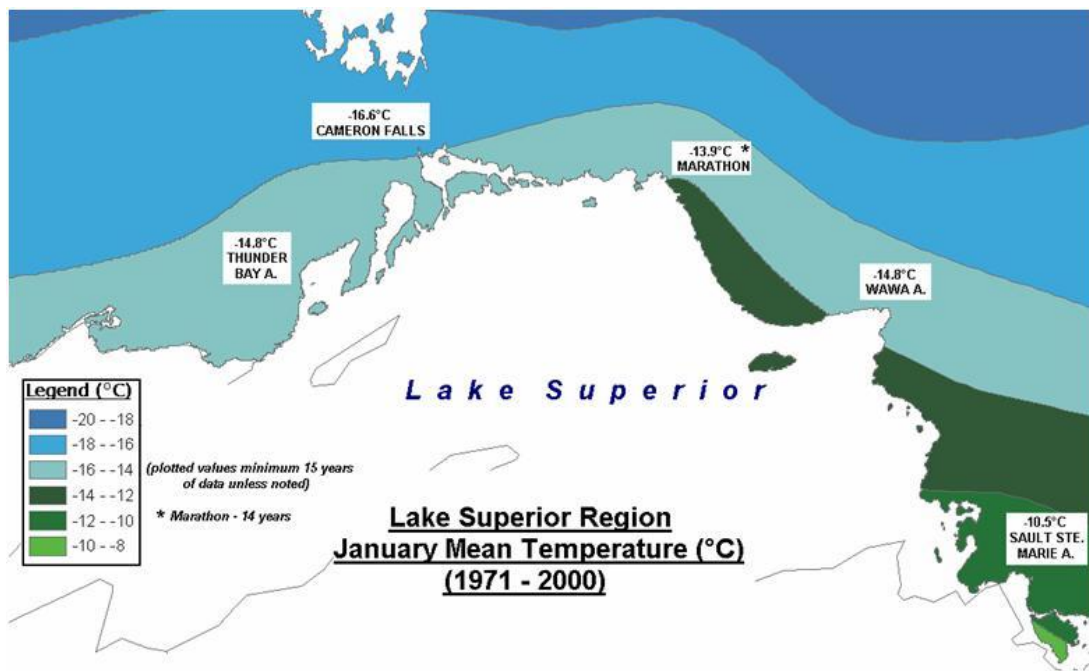 -16.6°C
CAMERON FALLS
-13.9°C *
MARATHON
-14.8°C
THUNDER
BAY A.
-14.8°C
WAWA A.
Lake Superior
Legend (°C)
-20 - -18
-18 - -16
-16 - -14
-14 - -12
-12 - -10
-10 - -8
(plotted values minimum 15 years
of data unless noted)
* Marathon - 14 years
Lake Superior Region
January Mean Temperature (°C)
(1971 - 2000)
-10.5°C
SAULT STE.
MARIE A.